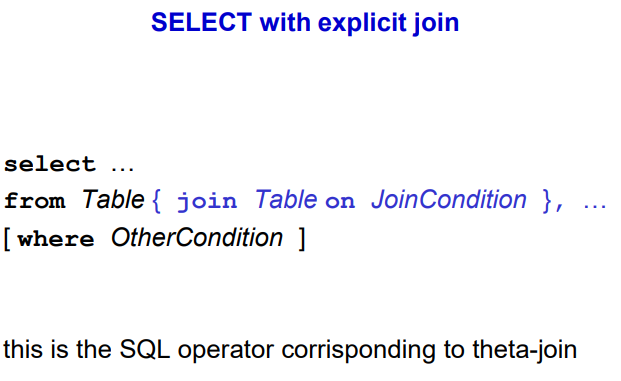 SELECT with explicit join
select …
from Table { join Table on JoinCondition }, …
[ where OtherCondition ]
this is the SQL operator corrisponding to theta-join